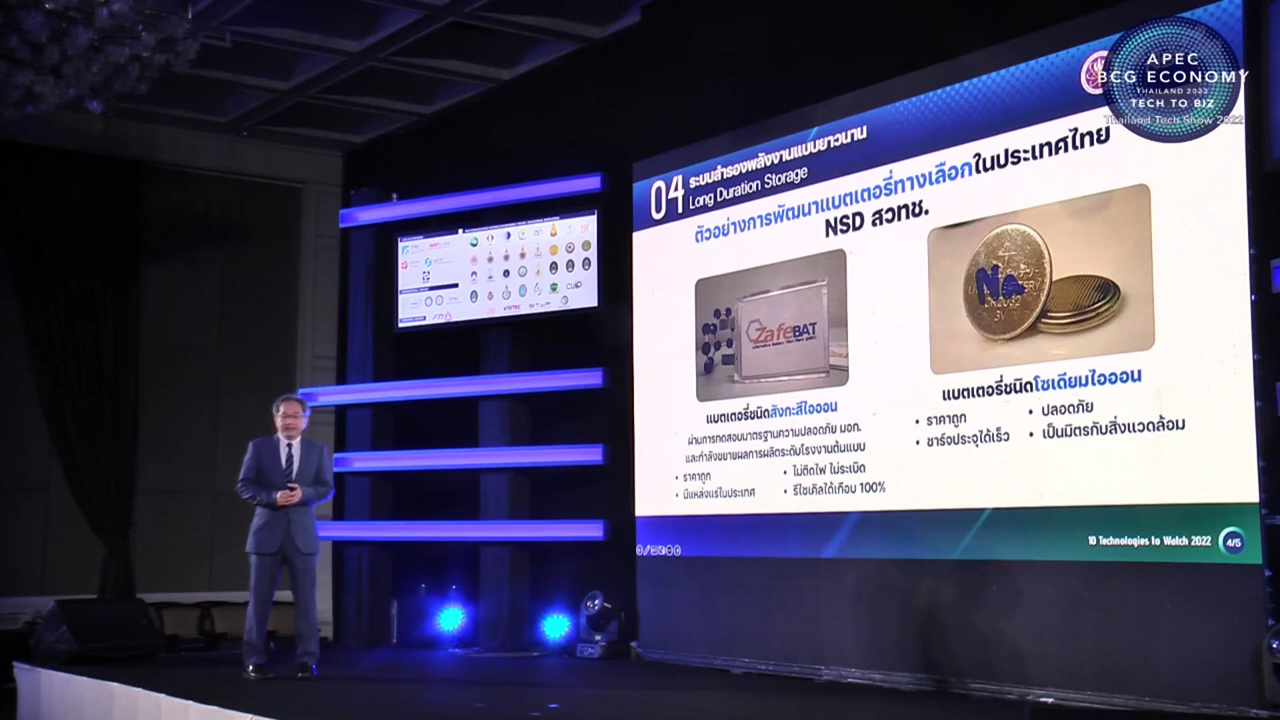 APEC
BCG ECONOMY
THAILAND 2022
TECH TO BIZ
Thailand Tech Show 2022
04 ระบบสำรองพลังงานแบบยาวนาน
Long Duration Storage
ตัวอย่างการพัฒนาแบตเตอรี่ทางเลือกในประเทศไทย
NSD สวทช.
ZafeBAT
Na
3V
แบตเตอรี่ชนิดสังกะสีไอออน
ผ่านการทดสอบมาตรฐานความปลอดภัย มอก.
และกำลังขยายผลการผลิตระดับโรงงานต้นแบบ
• ราคาถูก
• มีแหล่งแร่ในประเทศ
• ไม่ติดไฟ ไม่ระเบิด
• รีไซเคิลได้เกือบ 100%
แบตเตอรี่ชนิดโซเดียมไอออน
• ราคาถูก
• ชาร์จประจุได้เร็ว
• ปลอดภัย
• เป็นมิตรกับสิ่งแวดล้อม
10 Technologies to Watch 2022 4/5